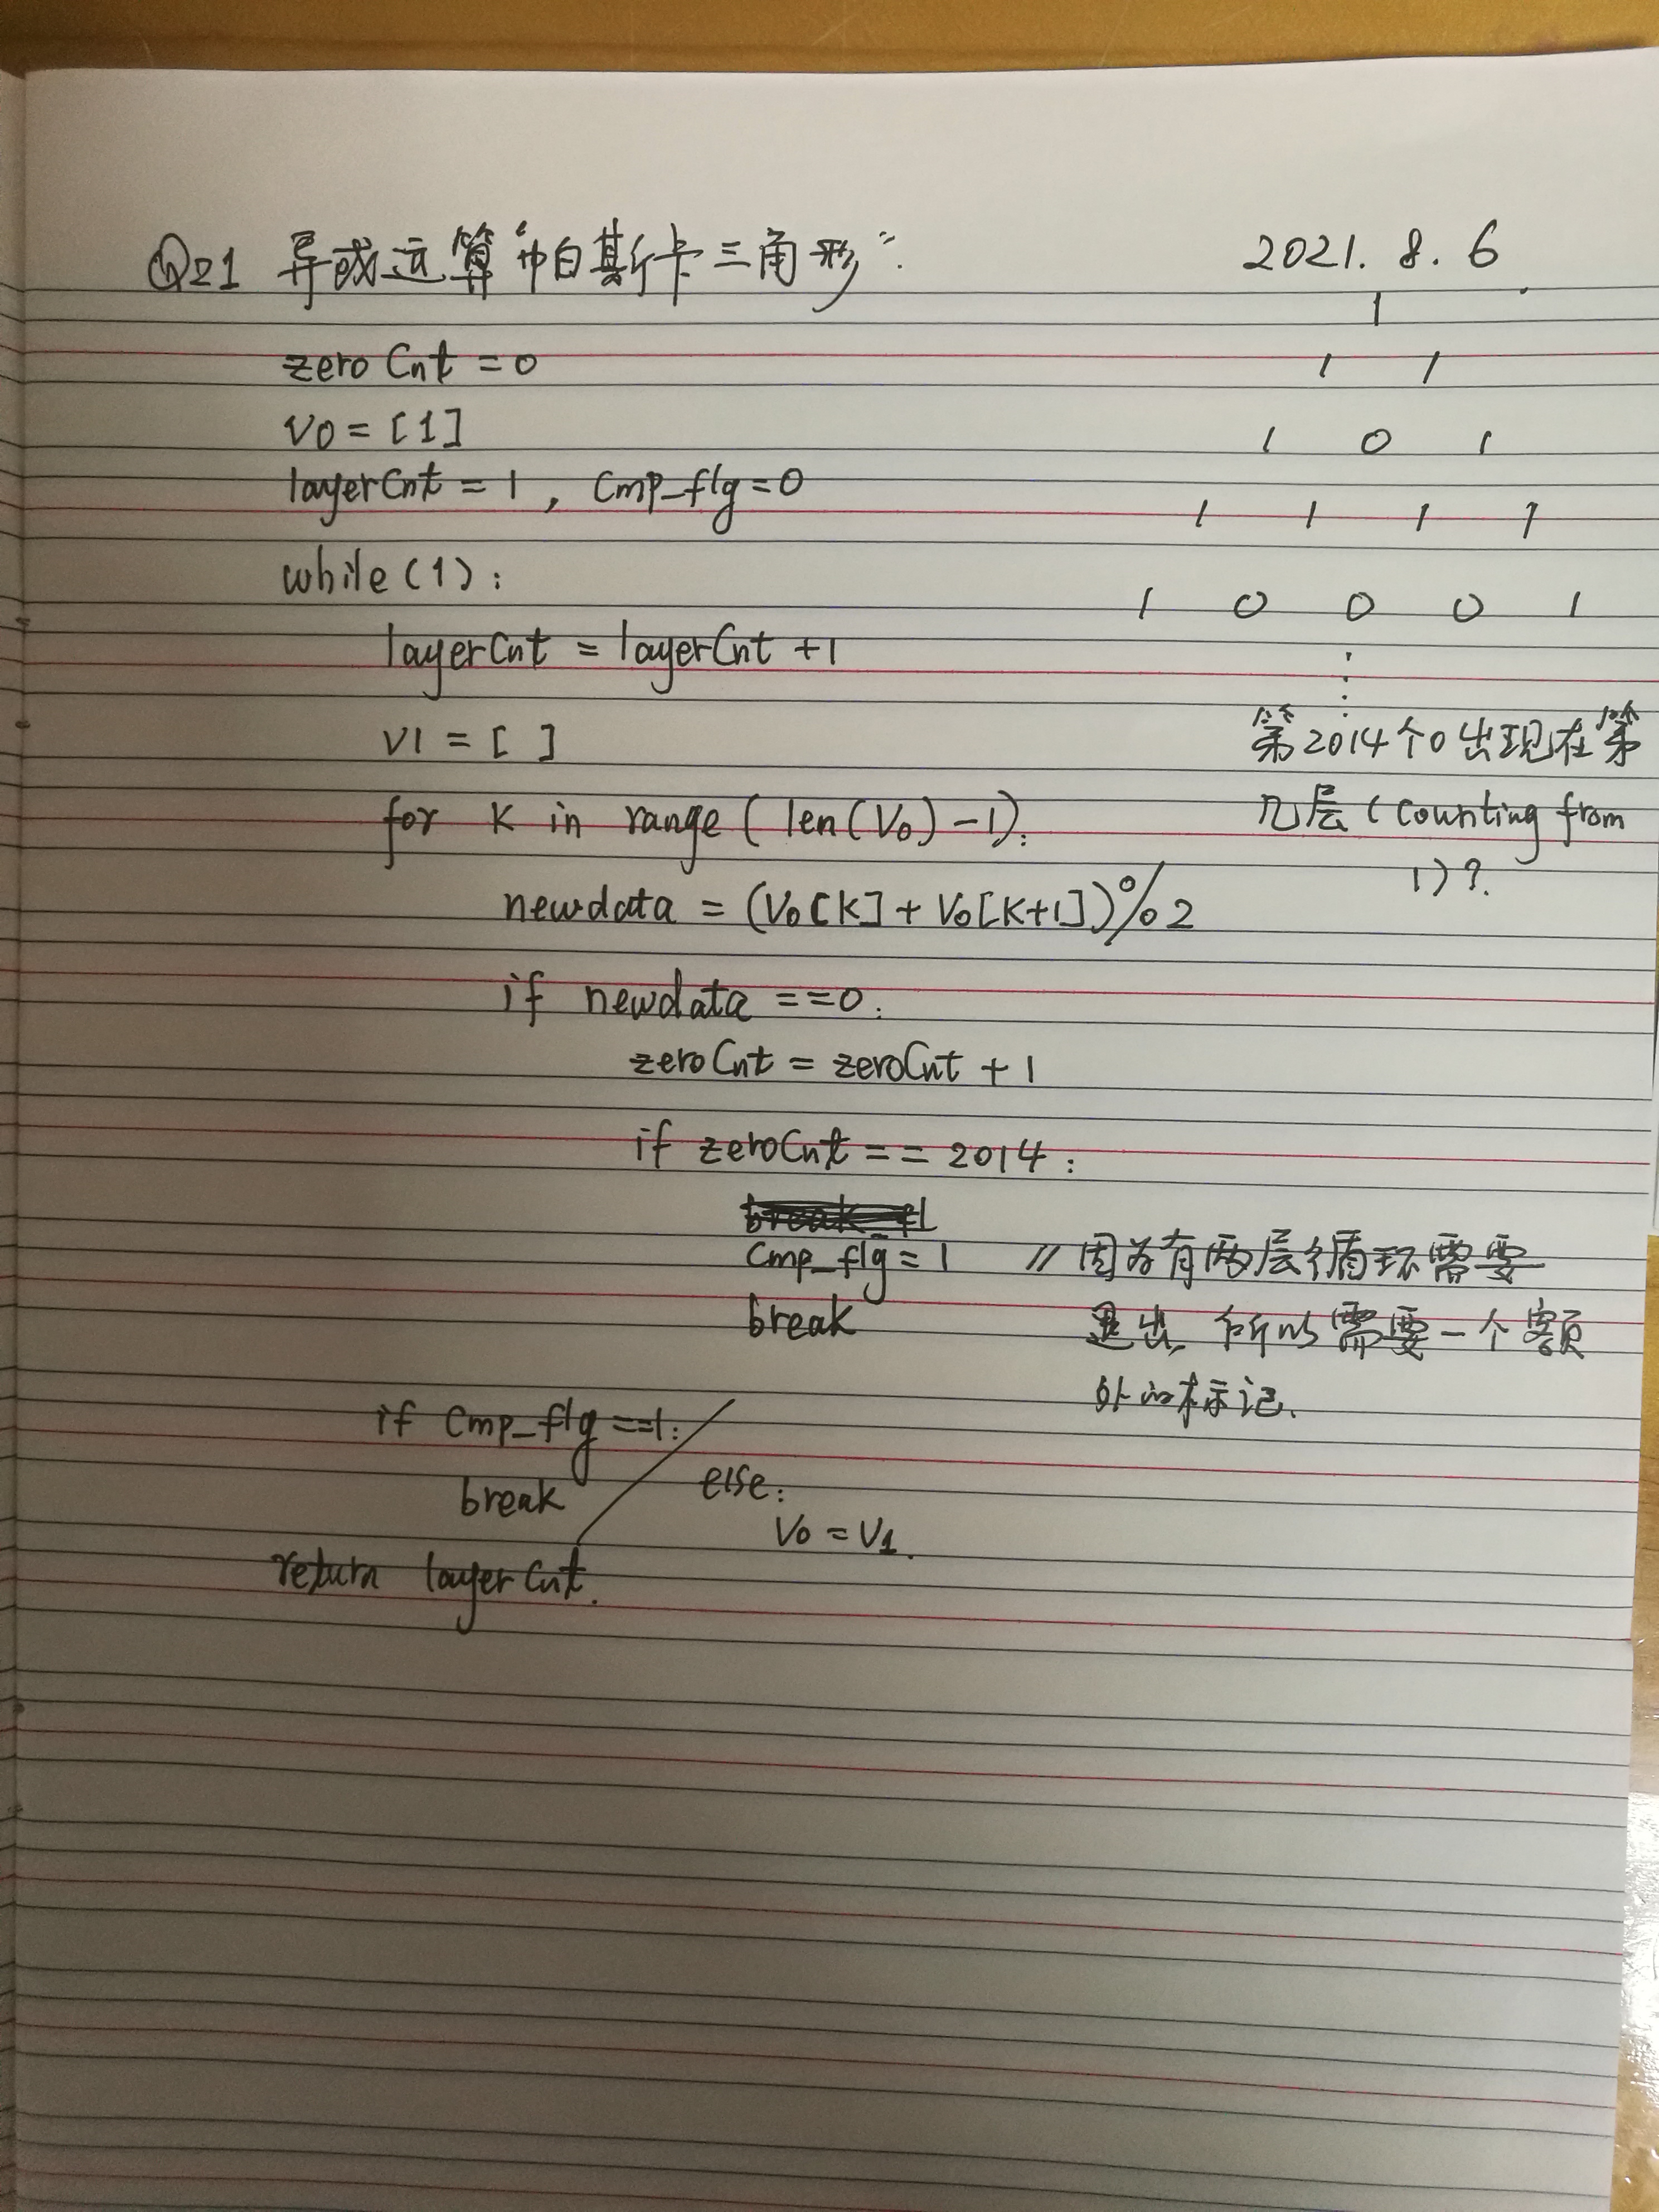 Q21 异或运算“帕斯卡三角形”.
2021. 8. 6
zero Cnt = 0
V0 = [1]
layerCnt = 1, Cmp_flg=0
while(1):
layerCnt = layerCnt +1
V1 = [ ]
for K in range ( len(V0) -1):
newdata = (V0[K] + V0[K+1])%2
if newdata ==0:
zero Cnt = zeroCnt + 1
if zeroCnt == 2014:
Cmp_flg = 1 // 因为有两层循环需要
break 退出, 所以需要一个额
外的标记.
if Cmp_flg ==1:
break
else:
V0 = V1.
return layer Cnt.
1
1 1
1 0 1
1 1 1 1
1 0 0 0 1
⋮
第2014个0出现在第
几层 (Counting from
1)?.